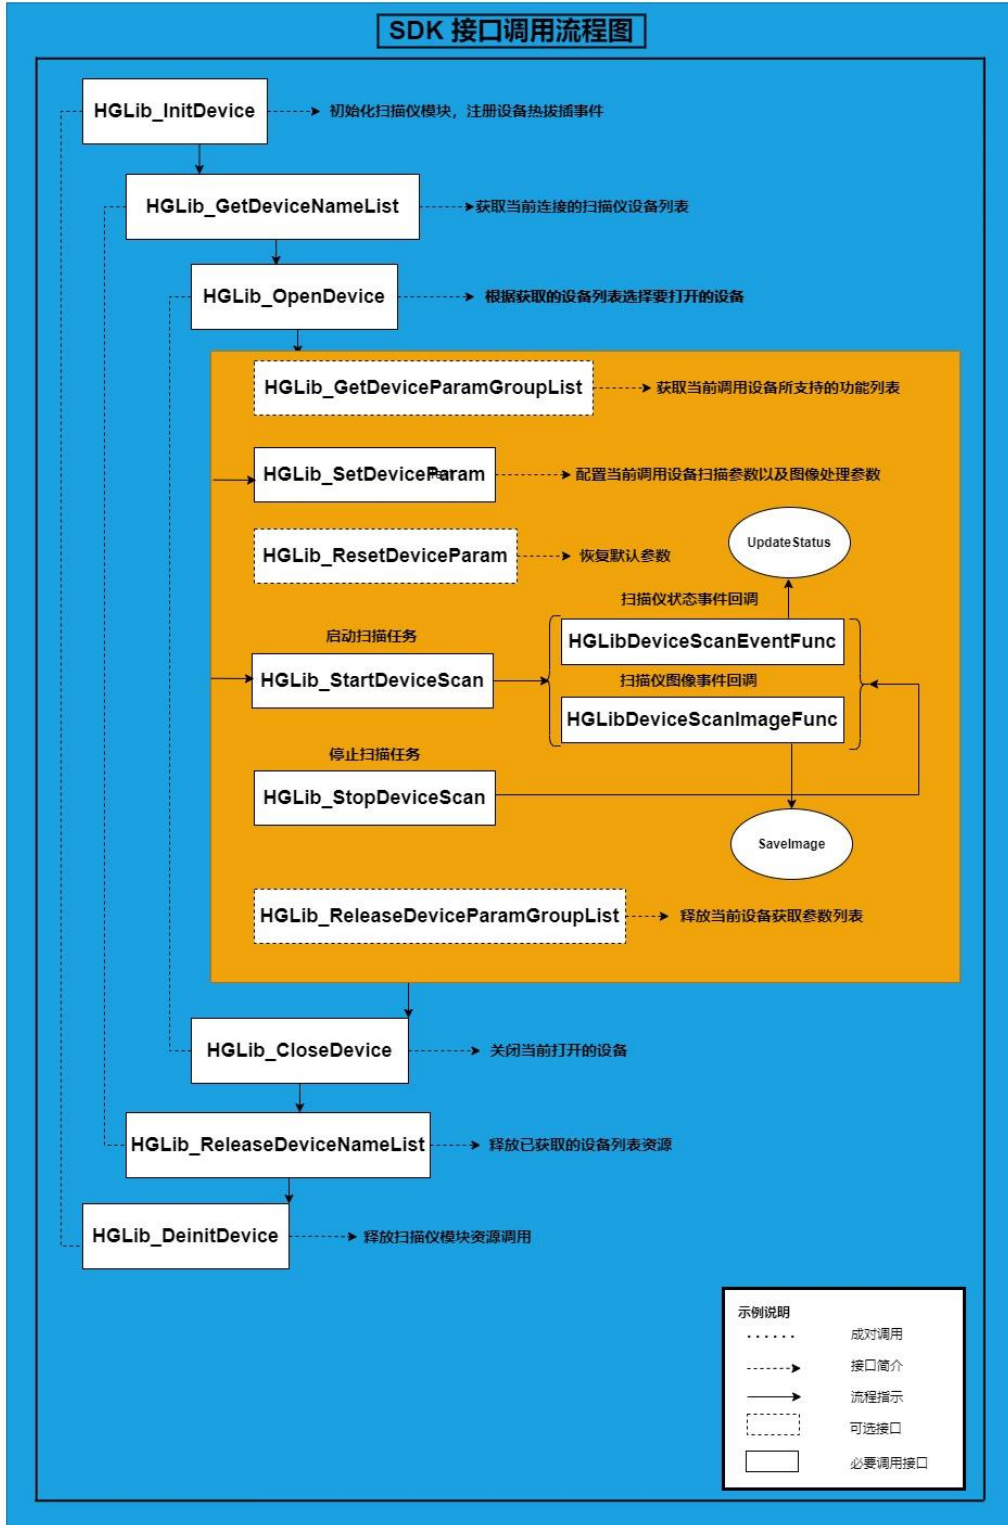 SDK 接口调用流程图
HGLib_InitDevice
初始化扫描仪模块，注册设备热拔插事件
HGLib_GetDeviceNameList
获取当前连接的扫描仪设备列表
HGLib_OpenDevice
根据获取的设备列表选择要打开的设备
HGLib_GetDeviceParamGroupList
获取当前调用设备所支持的功能列表
HGLib_SetDeviceParam
配置当前调用设备扫描参数以及图像处理参数
UpdateStatus
HGLib_ResetDeviceParam
恢复默认参数
扫描仪状态事件回调
启动扫描任务
HGLibDeviceScanEventFunc
HGLib_StartDeviceScan
扫描仪图像事件回调
HGLibDeviceScanImageFunc
停止扫描任务
HGLib_StopDeviceScan
SaveImage
HGLib_ReleaseDeviceParamGroupList
释放当前设备获取参数列表
HGLib_CloseDevice
关闭当前打开的设备
HGLib_ReleaseDeviceNameList
释放已获取的设备列表资源
HGLib_DeinitDevice
释放扫描仪模块资源调用
示例说明
成对调用
接口简介
流程指示
可选接口
必要调用接口